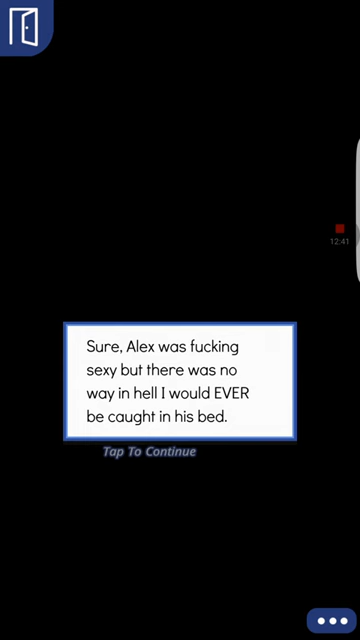 12:41
Sure, Alex was fucking
sexy but there was no
way in hell I would EVER
be caught in his bed.
Tap To Continue